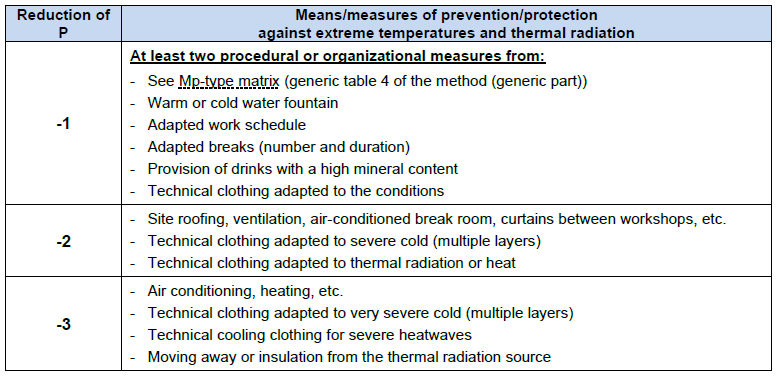 Reduction of
P
Means/measures of prevention/protection
against extreme temperatures and thermal radiation
-1
At least two procedural or organizational measures from:
- See Mp-type matrix (generic table 4 of the method (generic part))
- Warm or cold water fountain
- Adapted work schedule
- Adapted breaks (number and duration)
- Provision of drinks with a high mineral content
- Technical clothing adapted to the conditions
-2
- Site roofing, ventilation, air-conditioned break room, curtains between workshops, etc.
- Technical clothing adapted to severe cold (multiple layers)
- Technical clothing adapted to thermal radiation or heat
-3
- Air conditioning, heating, etc.
- Technical clothing adapted to very severe cold (multiple layers)
- Technical cooling clothing for severe heatwaves
- Moving away or insulation from the thermal radiation source